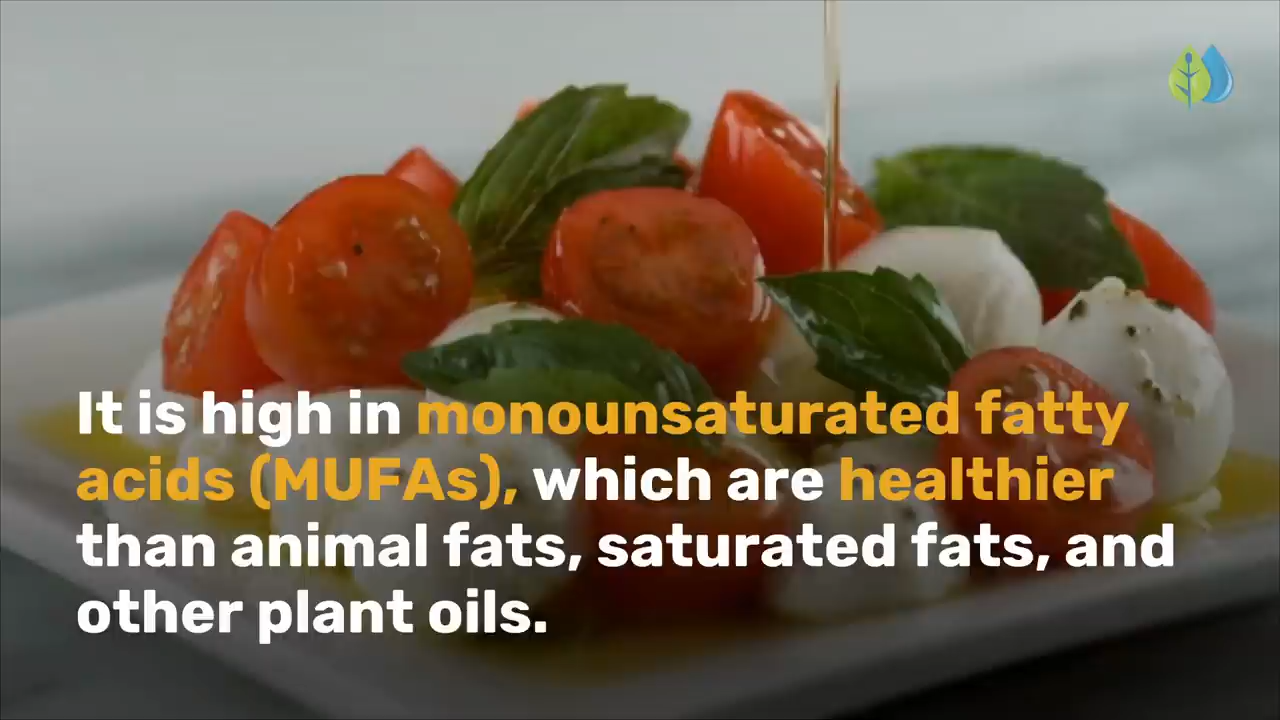 It is high in monounsaturated fatty
acids (MUFAs), which are healthier
than animal fats, saturated fats, and
other plant oils.